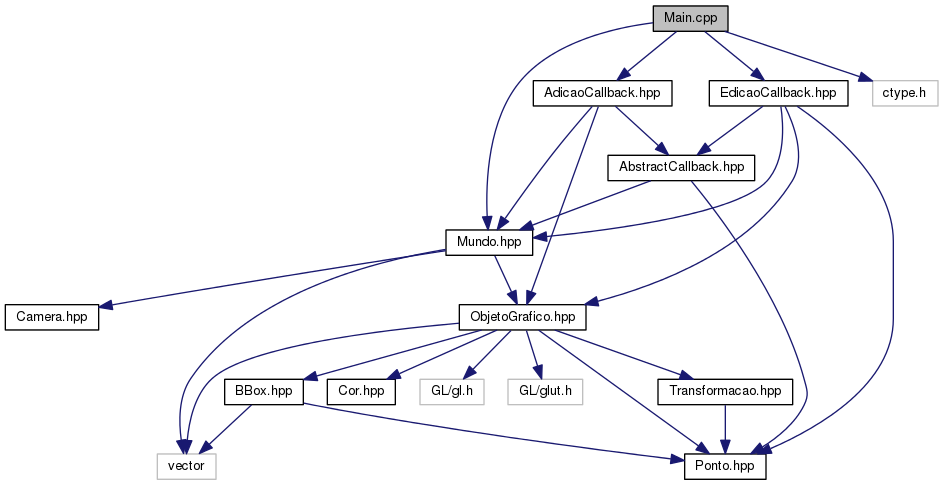 Main.cpp
AdicaoCallback.hpp
EdicaoCallback.hpp
ctype.h
AbstractCallback.hpp
Mundo.hpp
Camera.hpp
ObjetoGrafico.hpp
BBox.hpp
Cor.hpp
GL/gl.h
GL/glut.h
Transformacao.hpp
vector
Ponto.hpp